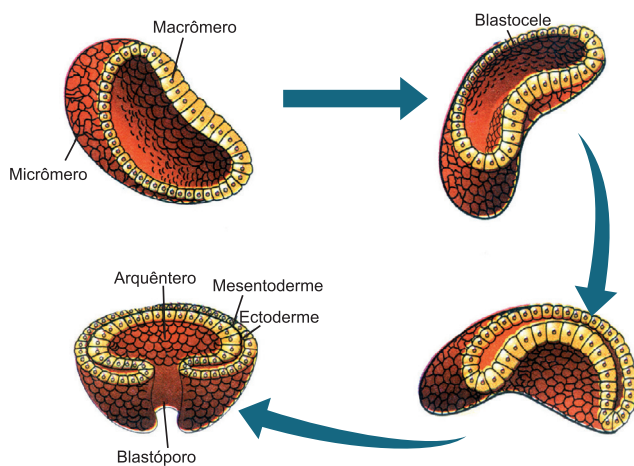 Macrômero
Blastocele
Micrômero
Arquêntero
Mesentoderme
Ectoderme
Blastóporo